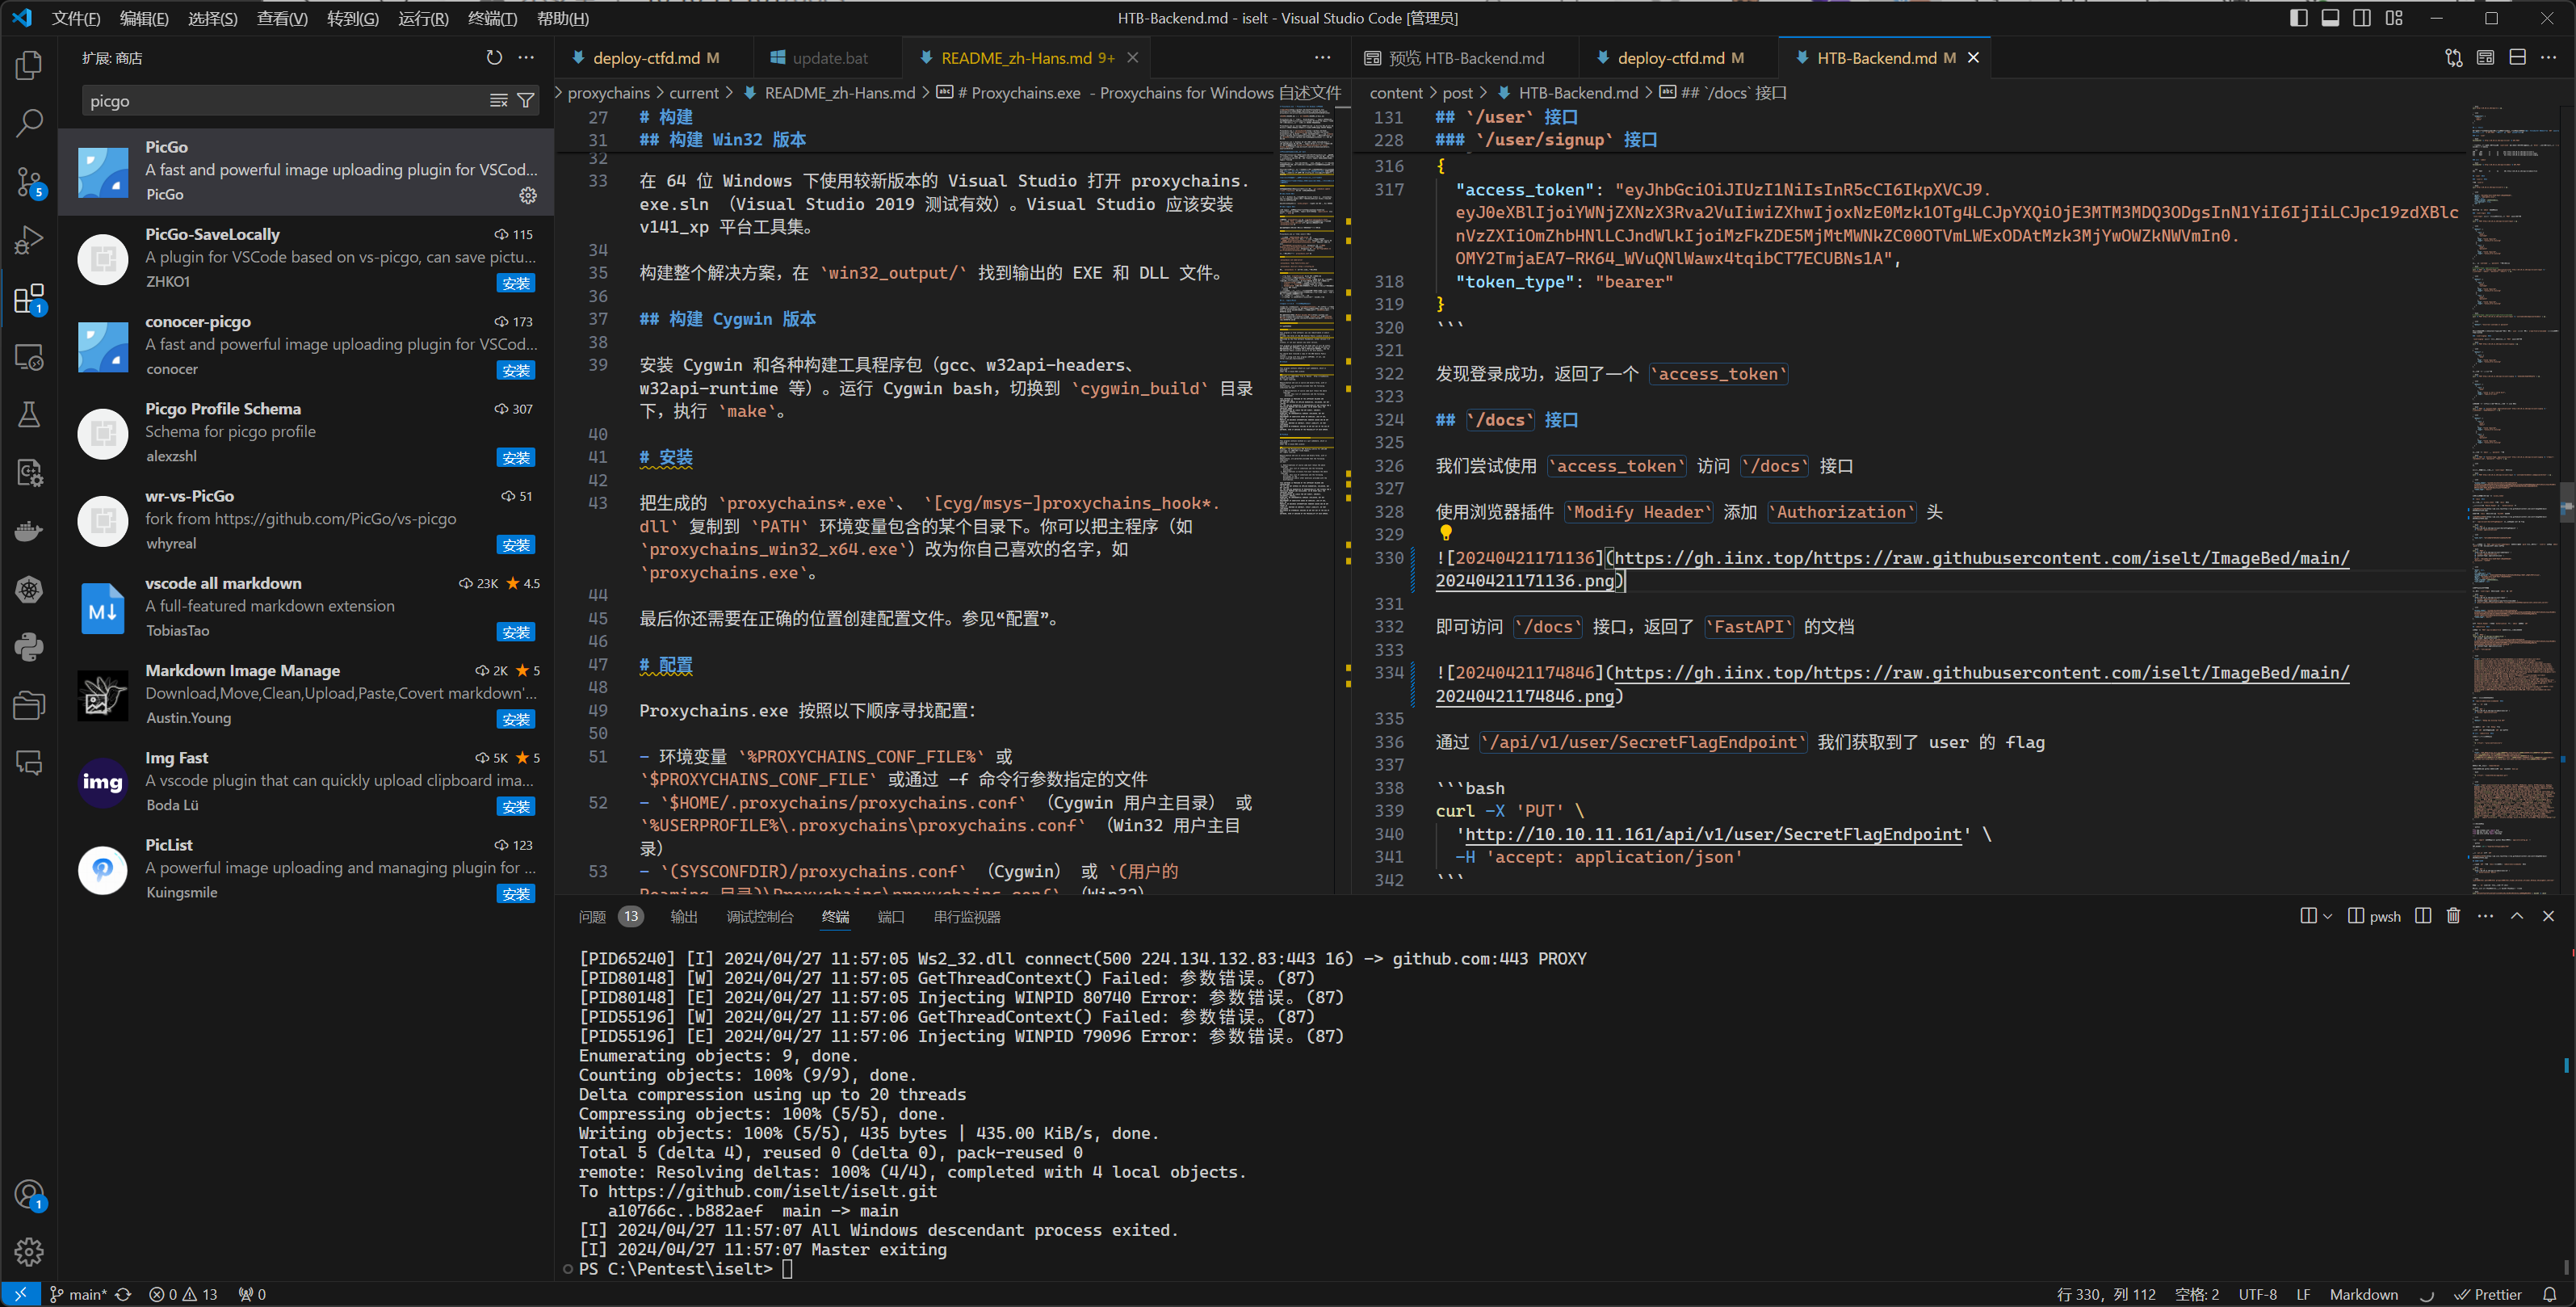 文件(F) 编辑(E) 选择(S) 查看(V) 转到(G) 运行(R) 终端(T) 帮助(H)
HTB-Backend.md - iselt - Visual Studio Code [管理员]
扩展: 商店
picgo
PicGo
A fast and powerful image uploading plugin for VSCod...
PicGo
PicGo-SaveLocally 115
A plugin for VSCode based on vs-picgo, can save pictu...
ZHKO1 安装
conocer-picgo 173
A fast and powerful image uploading plugin for VSCod...
conocer 安装
Picgo Profile Schema 307
Schema for picgo profile
alexzshl 安装
wr-vs-PicGo 51
fork from https://github.com/PicGo/vs-picgo
whyreal 安装
vscode all markdown 23K 4.5
A full-featured markdown extension
TobiasTao 安装
Markdown Image Manage 2K 5
Download,Move,Clean,Upload,Paste,Covert markdown'...
Austin.Young 安装
Img Fast 5K 5
A vscode plugin that can quickly upload clipboard ima...
Boda Lü 安装
PicList 123
A powerful image uploading and managing plugin for ...
Kuingsmile 安装
5
1
1
M↓
img
deploy-ctfd.md M update.bat README_zh-Hans.md 9+
proxychains > current > README_zh-Hans.md > # Proxychains.exe - Proxychains for Windows 自述文件
27 # 构建
31 ## 构建 Win32 版本
32
33 在 64 位 Windows 下使用较新版本的 Visual Studio 打开 proxychains.
exe.sln （Visual Studio 2019 测试有效）。Visual Studio 应该安装
v141_xp 平台工具集。
34
35 构建整个解决方案，在 `win32_output/` 找到输出的 EXE 和 DLL 文件。
36
37 ## 构建 Cygwin 版本
38
39 安装 Cygwin 和各种构建工具程序包（gcc、w32api-headers、
w32api-runtime 等）。运行 Cygwin bash，切换到 `cygwin_build` 目录
下，执行 `make`。
40
41 # 安装
42
43 把生成的 `proxychains*.exe`、 `[cyg/msys-]proxychains_hook*.
dll` 复制到 `PATH` 环境变量包含的某个目录下。你可以把主程序（如
`proxychains_win32_x64.exe`）改为你自己喜欢的名字，如
`proxychains.exe`。
44
45 最后你还需要在正确的位置创建配置文件。参见“配置”。
46
47 # 配置
48
49 Proxychains.exe 按照以下顺序寻找配置：
50
51 - 环境变量 `%PROXYCHAINS_CONF_FILE%` 或
`$PROXYCHAINS_CONF_FILE` 或通过 -f 命令行参数指定的文件
52 - `$HOME/.proxychains/proxychains.conf` （Cygwin 用户主目录） 或
`%USERPROFILE%\.proxychains\proxychains.conf` （Win32 用户主目
录）
53 - `(SYSCONFDIR)/proxychains.conf` （Cygwin） 或 `(用户的
Roaming 目录)\Proxychains\proxychains.conf` （Win32）
预览 HTB-Backend.md deploy-ctfd.md M HTB-Backend.md M
content > post > HTB-Backend.md > ## `/docs` 接口
131 ## `/user` 接口
228 ### `/user/signup` 接口
316 {
317 "access_token": "eyJhbGciOiJIUzI1NiIsInR5cCI6IkpXVCJ9.
eyJ0eXBlIjoiYWNjZXNzX3Rva2VuIiwiZXhwIjoxNzE0Mzk1OTg4LCJpYXQiOjE3MTM3MDQ3ODgsInN1YiI6IjIiLCJpc19zdXBlc
nVzZXIiOmZhbHNlLCJndWlkIjoiMzFkZDE5MjMtMWNkZC00OTVmLWExODAtMzk3MjYwOWZkNWVmIn0.
OMY2TmjaEA7-RK64_WVuQNlWawx4tqibCT7ECUBNs1A",
318 "token_type": "bearer"
319 }
320 ```
321
322 发现登录成功，返回了一个 `access_token`
323
324 ## `/docs` 接口
325
326 我们尝试使用 `access_token` 访问 `/docs` 接口
327
328 使用浏览器插件 `Modify Header` 添加 `Authorization` 头
329
330 ![20240421171136](https://gh.iinx.top/https://raw.githubusercontent.com/iselt/ImageBed/main/
20240421171136.png)
331
332 即可访问 `/docs` 接口，返回了 `FastAPI` 的文档
333
334 ![20240421174846](https://gh.iinx.top/https://raw.githubusercontent.com/iselt/ImageBed/main/
20240421174846.png)
335
336 通过 `/api/v1/user/SecretFlagEndpoint` 我们获取到了 user 的 flag
337
338 ```bash
339 curl -X 'PUT' \
340 'http://10.10.11.161/api/v1/user/SecretFlagEndpoint' \
341 -H 'accept: application/json'
342 ```
问题 13 输出 调试控制台 终端 端口 串行监视器
pwsh
[PID65240] [I] 2024/04/27 11:57:05 Ws2_32.dll connect(500 224.134.132.83:443 16) -> github.com:443 PROXY
[PID80148] [W] 2024/04/27 11:57:05 GetThreadContext() Failed: 参数错误。(87)
[PID80148] [E] 2024/04/27 11:57:05 Injecting WINPID 80740 Error: 参数错误。(87)
[PID55196] [W] 2024/04/27 11:57:06 GetThreadContext() Failed: 参数错误。(87)
[PID55196] [E] 2024/04/27 11:57:06 Injecting WINPID 79096 Error: 参数错误。(87)
Enumerating objects: 9, done.
Counting objects: 100% (9/9), done.
Delta compression using up to 20 threads
Compressing objects: 100% (5/5), done.
Writing objects: 100% (5/5), 435 bytes | 435.00 KiB/s, done.
Total 5 (delta 4), reused 0 (delta 0), pack-reused 0
remote: Resolving deltas: 100% (4/4), completed with 4 local objects.
To https://github.com/iselt/iselt.git
a10766c..b882aef main -> main
[I] 2024/04/27 11:57:07 All Windows descendant process exited.
[I] 2024/04/27 11:57:07 Master exiting
PS C:\Pentest\iselt>
main* 0 13 0
行 330，列 112 空格: 2 UTF-8 LF Markdown Prettier